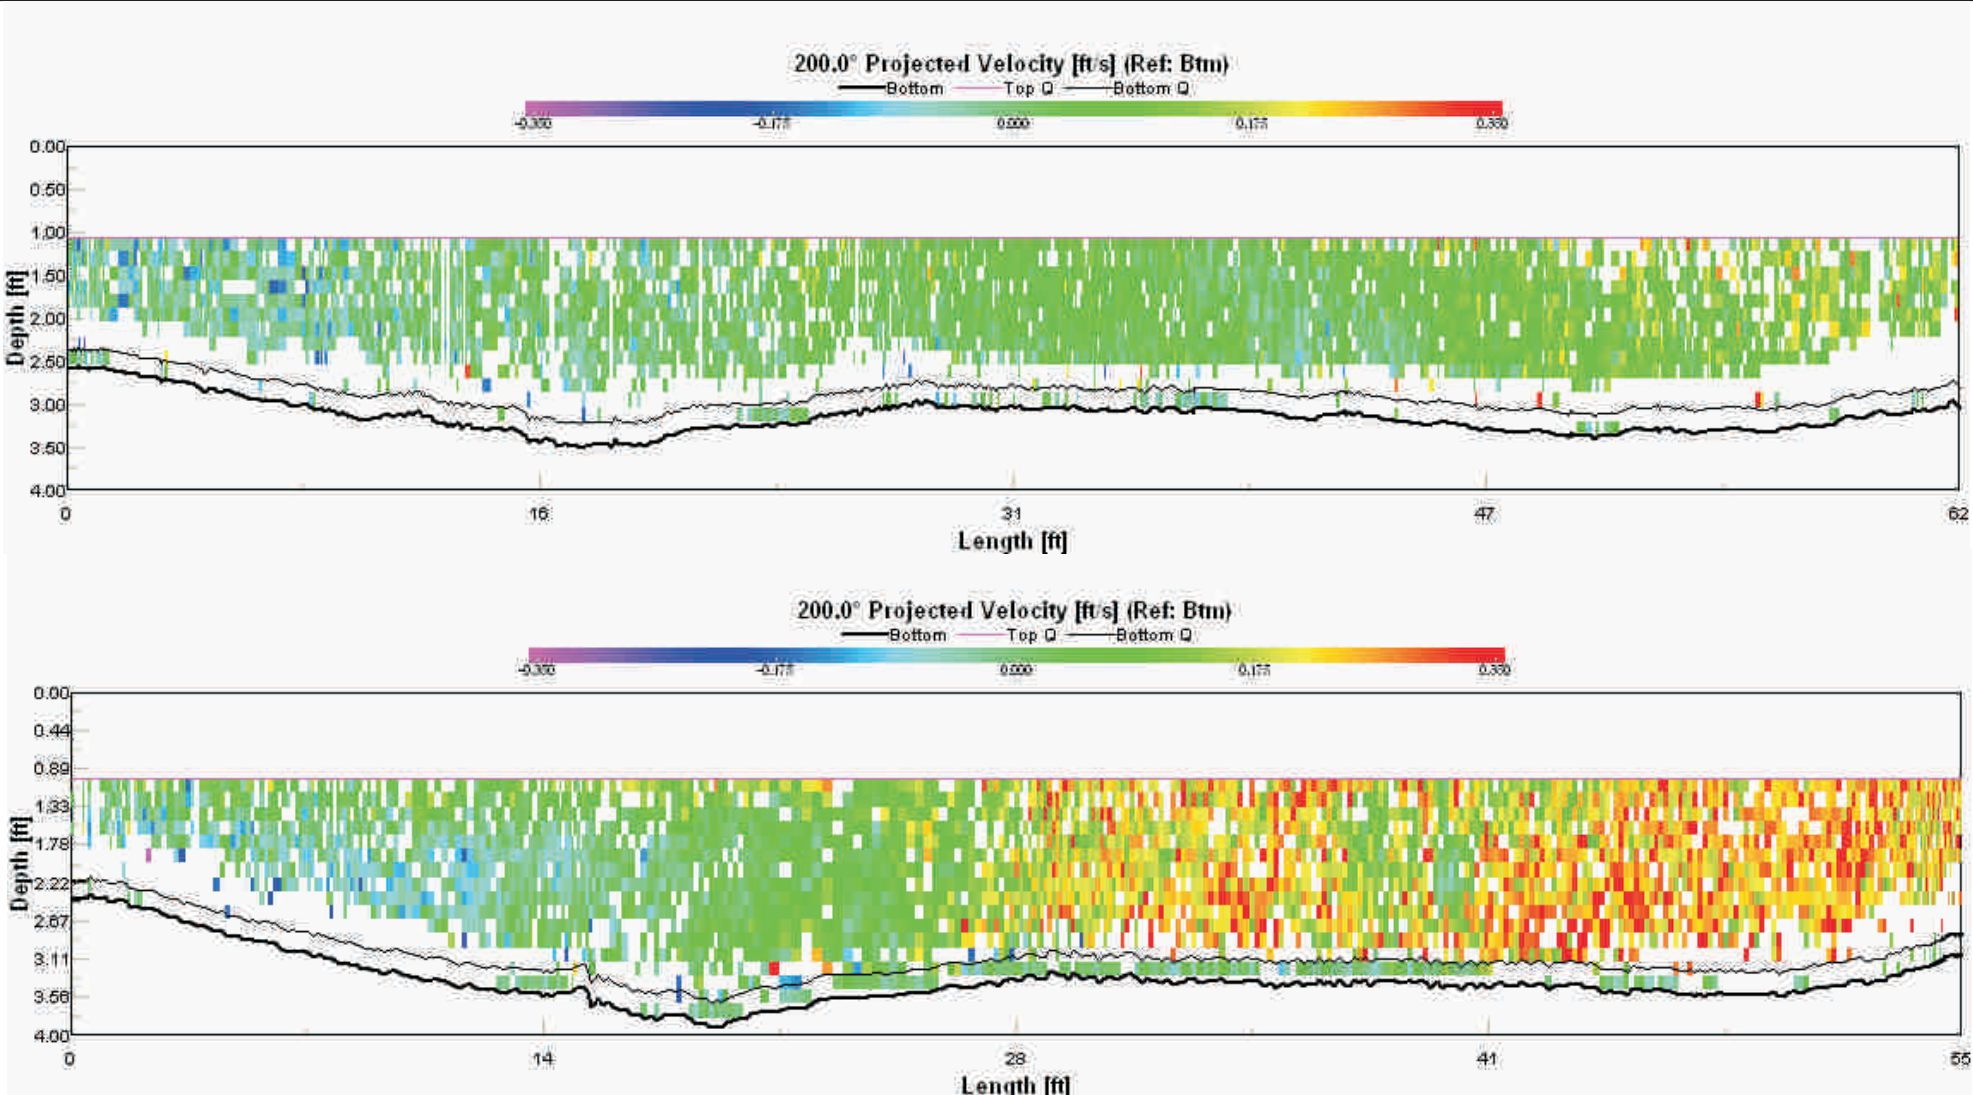 200.0° Projected Velocity [ft/s] (Ref: Btm)
Bottom Top Q Bottom Q
-0.350 -0.175 0.000 0.175 0.350
0.00
0.50
1.00
1.50
2.00
2.50
3.00
3.50
4.00
Depth [ft]
0 16 31 47 62
Length [ft]
200.0° Projected Velocity [ft/s] (Ref: Btm)
Bottom Top Q Bottom Q
-0.350 -0.175 0.000 0.175 0.350
0.00
0.44
0.89
1.33
1.78
2.22
2.67
3.11
3.56
4.00
Depth [ft]
0 14 28 41 55
Length [ft]